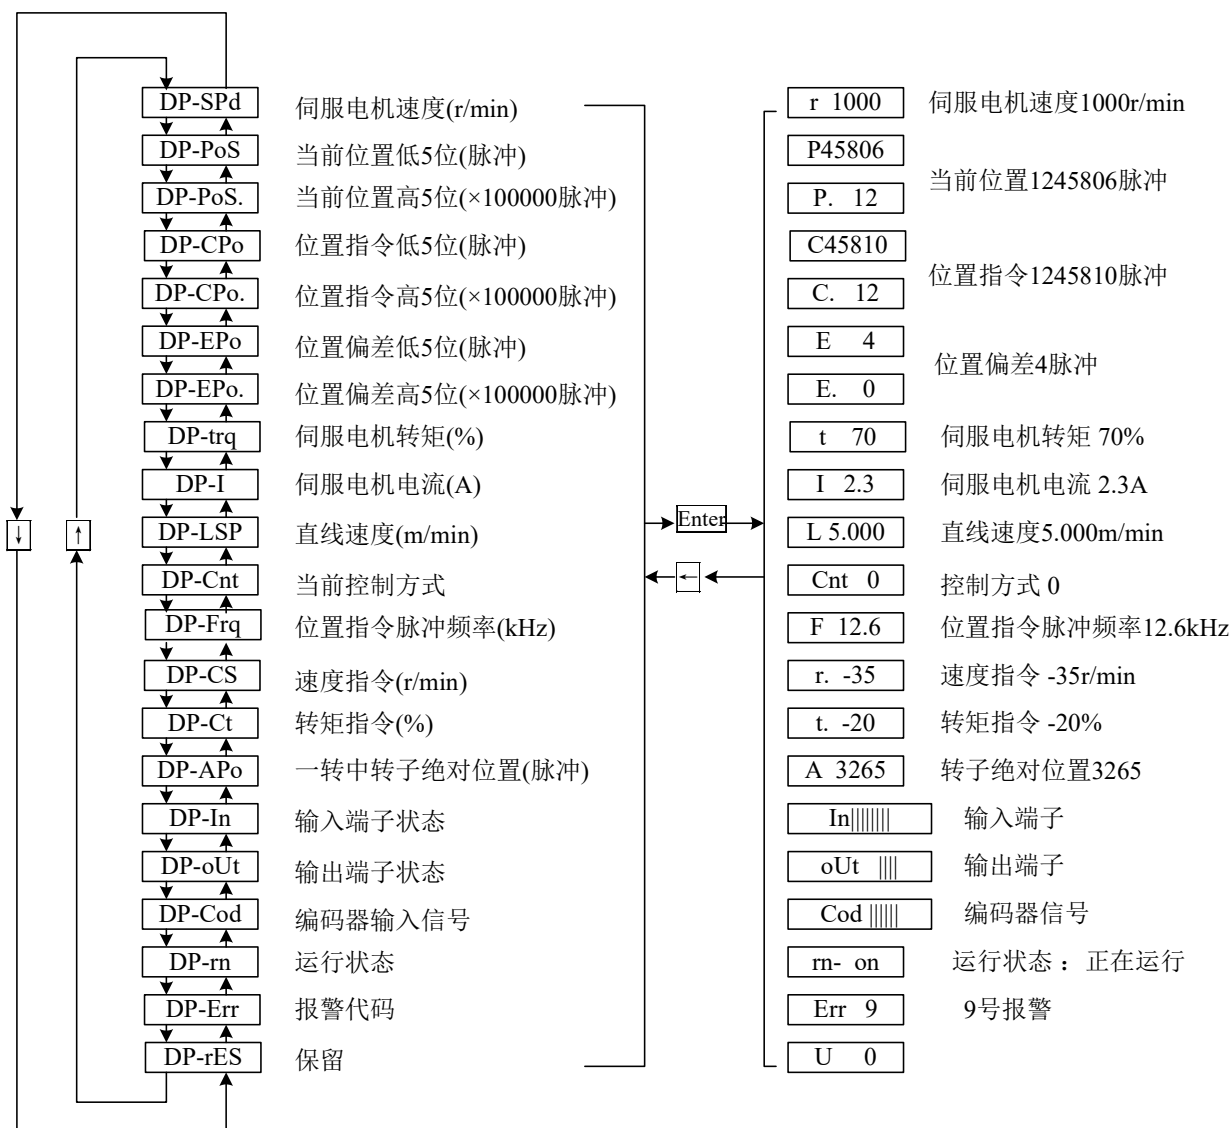 DP-SPd 伺服电机速度(r/min) r 1000 伺服电机速度1000r/min
DP-PoS 当前位置低5位(脉冲) P45806
当前位置1245806脉冲
DP-PoS. 当前位置高5位(×100000脉冲) P. 12
DP-CPo 位置指令低5位(脉冲) C45810
位置指令1245810脉冲
DP-CPo. 位置指令高5位(×100000脉冲) C. 12
DP-EPo 位置偏差低5位(脉冲) E 4
位置偏差4脉冲
DP-EPo. 位置偏差高5位(×100000脉冲) E. 0
DP-trq 伺服电机转矩(%) t 70 伺服电机转矩 70%
DP-I 伺服电机电流(A) I 2.3 伺服电机电流 2.3A
↓ ↑ DP-LSP 直线速度(m/min) Enter L 5.000 直线速度5.000m/min
DP-Cnt 当前控制方式 ← Cnt 0 控制方式 0
DP-Frq 位置指令脉冲频率(kHz) F 12.6 位置指令脉冲频率12.6kHz
DP-CS 速度指令(r/min) r. -35 速度指令 -35r/min
DP-Ct 转矩指令(%) t. -20 转矩指令 -20%
DP-APo 一转中转子绝对位置(脉冲) A 3265 转子绝对位置3265
DP-In 输入端子状态 In|||||||| 输入端子
DP-oUt 输出端子状态 oUt |||| 输出端子
DP-Cod 编码器输入信号 Cod |||||| 编码器信号
DP-rn 运行状态 rn- on 运行状态 ：正在运行
DP-Err 报警代码 Err 9 9号报警
DP-rES 保留 U 0